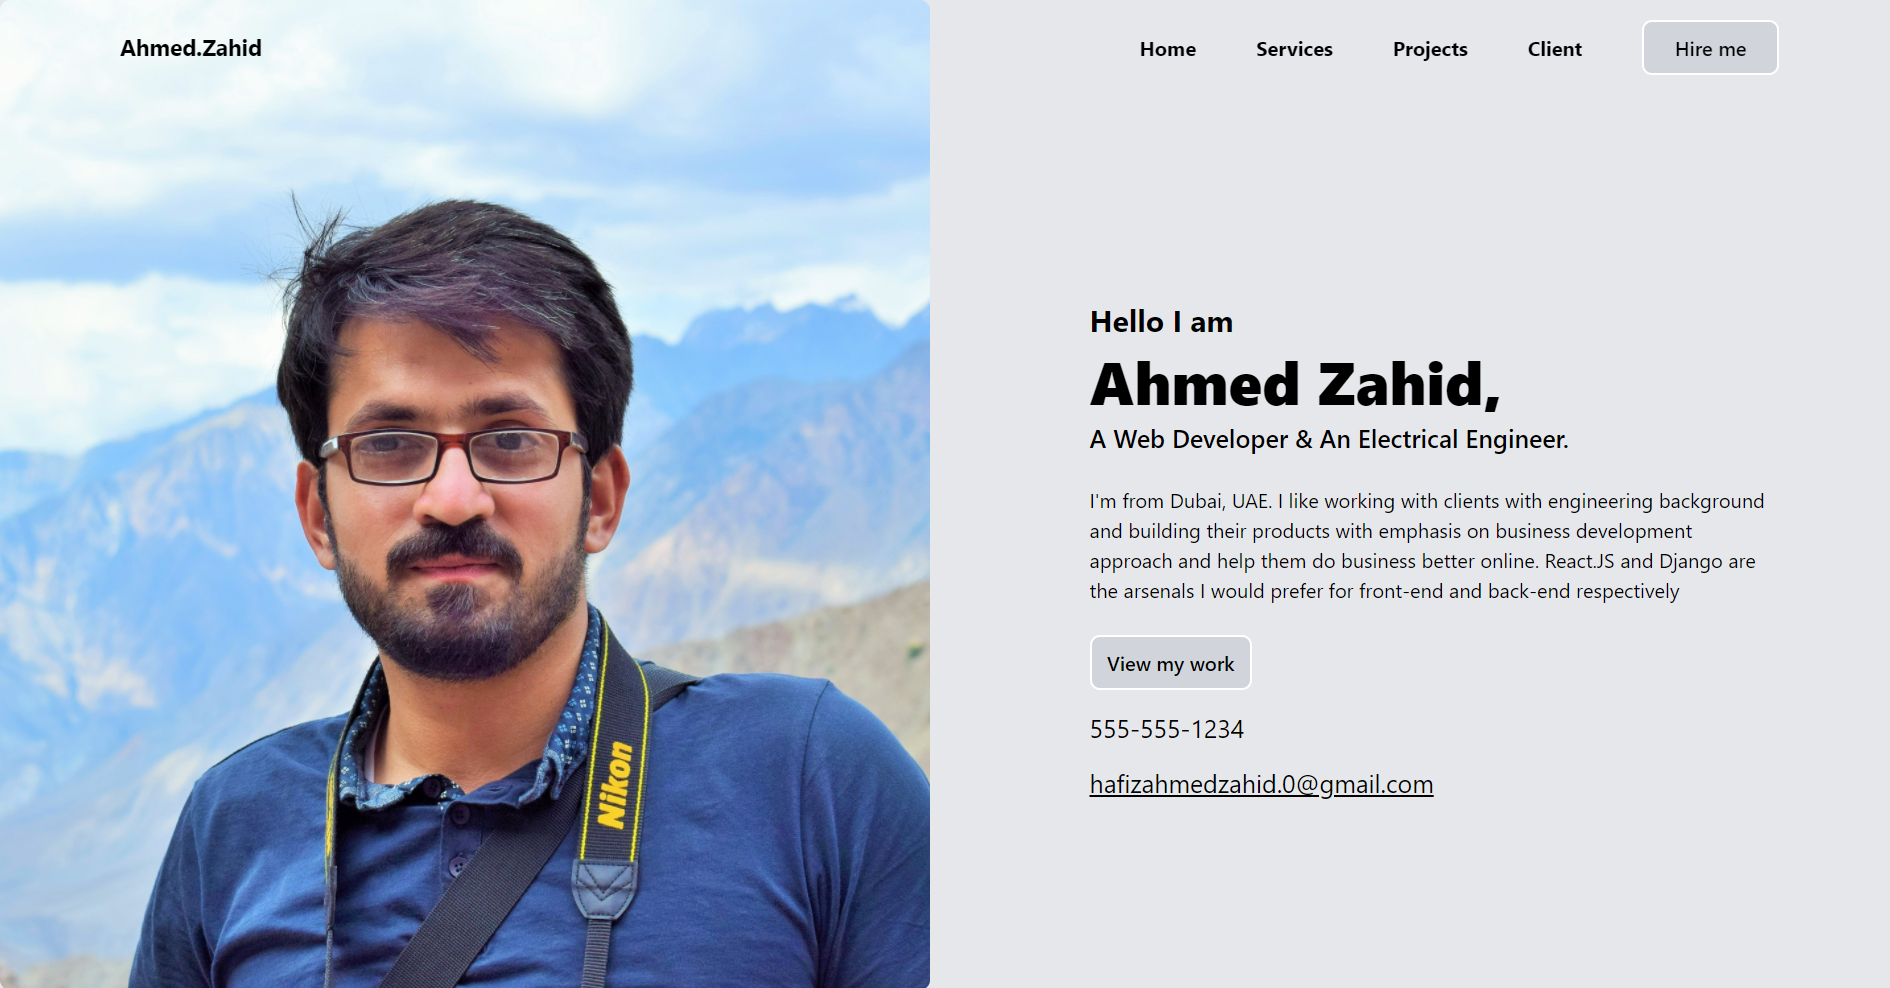 Ahmed.Zahid
Home Services Projects Client Hire me
Hello I am
Ahmed Zahid,
A Web Developer & An Electrical Engineer.
I'm from Dubai, UAE. I like working with clients with engineering background
and building their products with emphasis on business development
approach and help them do business better online. React.JS and Django are
the arsenals I would prefer for front-end and back-end respectively
View my work
555-555-1234
hafizahmedzahid.0@gmail.com
Nikon